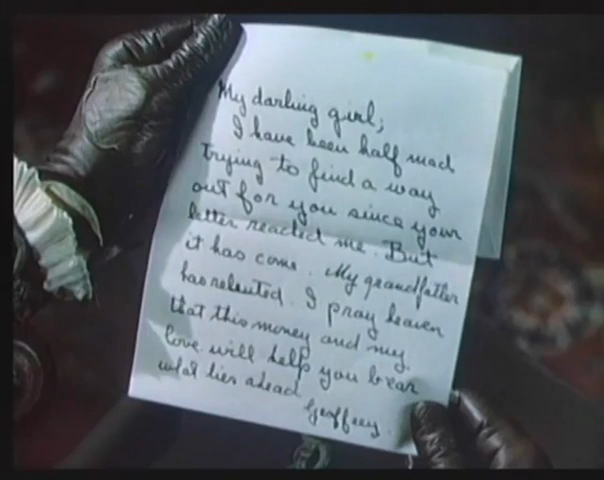 My darling girl;
I have been half mad
trying to find a way
out for you since your
letter reached me. But
it has come. My grandfather
has relented. I pray heaven
that this money and my
love will help you bear
what lies ahead
Geoffrey.